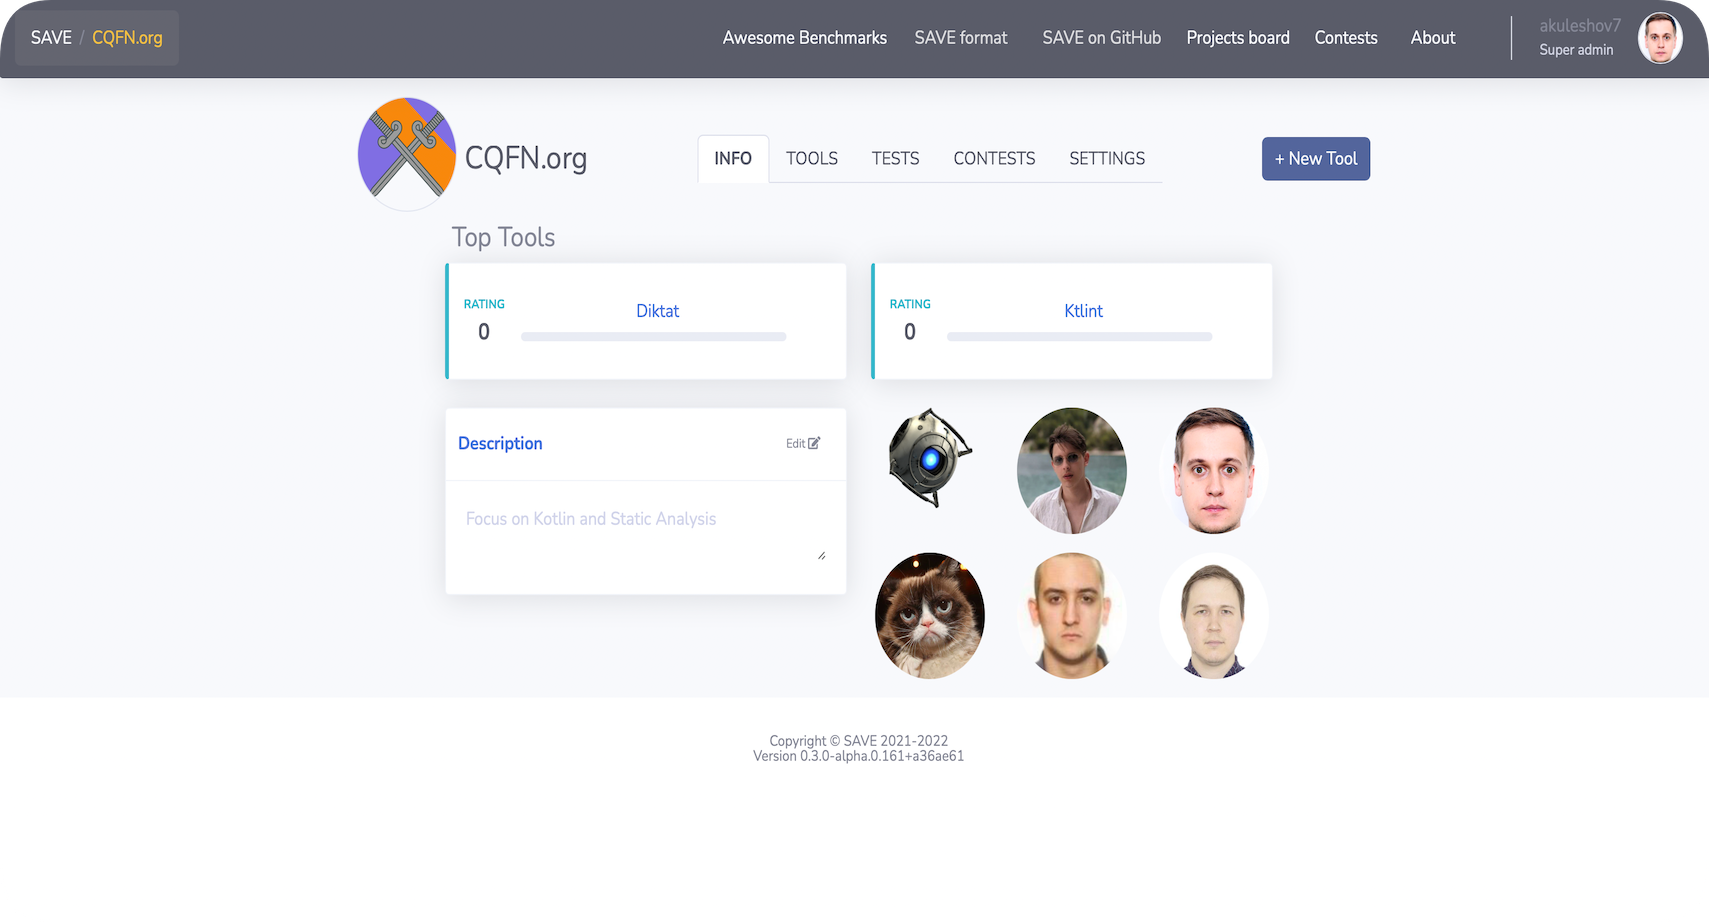 SAVE / CQFN.org
Awesome Benchmarks SAVE format SAVE on GitHub Projects board Contests About
akuleshov7
Super admin
CQFN.org
INFO TOOLS TESTS CONTESTS SETTINGS
+ New Tool
Top Tools
RATING
0
Diktat
RATING
0
Ktlint
Description
Edit
Focus on Kotlin and Static Analysis
Copyright © SAVE 2021-2022
Version 0.3.0-alpha.0.161+a36ae61